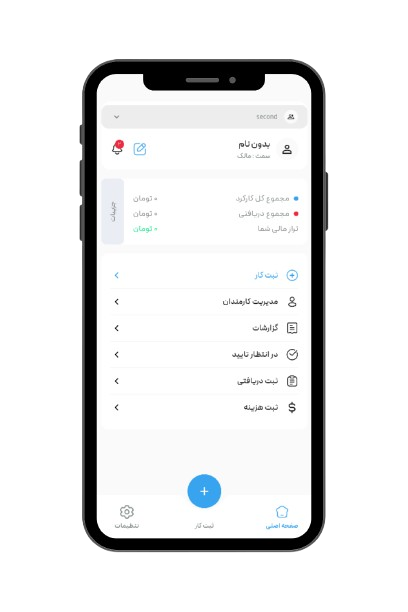 second
بدون نام
سمت : مالک
مجموع کل کارکرد ۰ تومان
مجموع دریافتی ۰ تومان
تراز مالی شما ۰ تومان
جزییات
ثبت کار
مدیریت کارمندان
گزارشات
در انتظار تایید
ثبت دریافتی
ثبت هزینه
+
صفحه اصلی
ثبت کار
تنظیمات